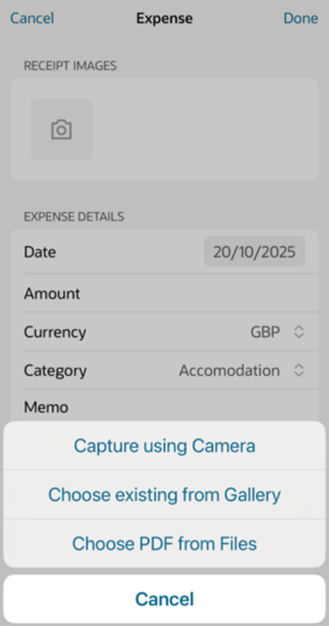 Cancel Expense Done
RECEIPT IMAGES
EXPENSE DETAILS
Date 20/10/2025
Amount
Currency GBP
Category Accomodation
Memo
Capture using Camera
Choose existing from Gallery
Choose PDF from Files
Cancel